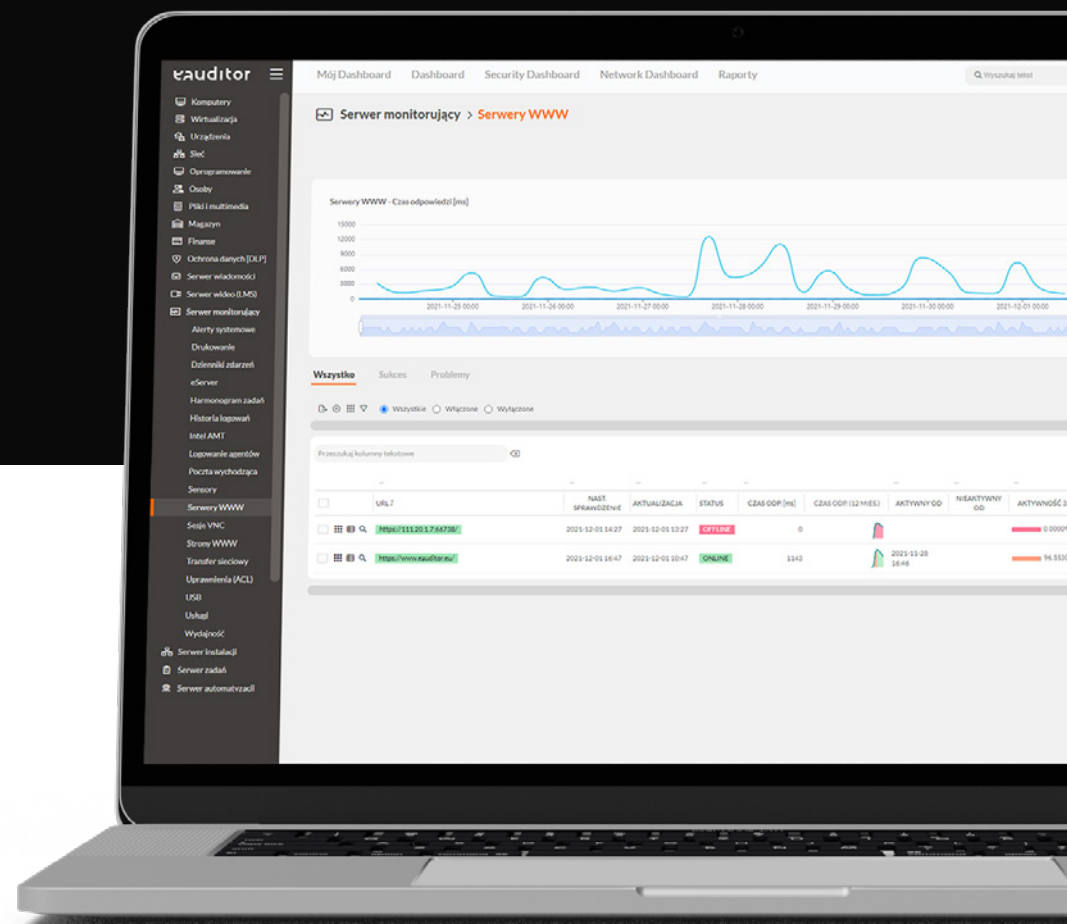 eauditor
Mój Dashboard Dashboard Security Dashboard Network Dashboard Raporty
Wyszukaj tekst
Komputery
Wirtualizacja
Urządzenia
Sieć
Oprogramowanie
Osoby
Pliki i multimedia
Magazyn
Finanse
Ochrona danych [DLP]
Serwer wiadomości
Serwer wideo (LMS)
Serwer monitorujący
Alerty systemowe
Drukowanie
Dzienniki zdarzeń
eServer
Harmonogram zadań
Historia logowań
Intel AMT
Logowanie agentów
Poczta wychodząca
Sensory
Serwery WWW
Sesje VNC
Strony WWW
Transfer sieciowy
Uprawnienia (ACL)
USB
Usługi
Wydajność
Serwer instalacji
Serwer zadań
Serwer automatyzacji
Serwer monitorujący > Serwery WWW
Serwery WWW - Czas odpowiedzi [ms]
15000
12000
9000
6000
3000
0
2021-11-25 00:00 2021-11-26 00:00 2021-11-27 00:00 2021-11-28 00:00 2021-11-29 00:00 2021-11-30 00:00 2021-12-01 00:00
Wszystko Sukces Problemy
Wszystkie Włączone Wyłączone
Przeszukaj kolumny tekstowe
URL NAST. SPRAWDZENIE AKTUALIZACJA STATUS CZAS ODP. [ms] CZAS ODP. (12 MIES.) AKTYWNY OD NIEAKTYWNY OD AKTYWNOŚĆ
https://111.20.1.7:66738/ 2021-12-01 14:27 2021-12-01 13:27 OFFLINE 0 0.0000%
https://www.eauditor.eu/ 2021-12-01 16:47 2021-12-01 10:47 ONLINE 1143 2021-11-28 16:46